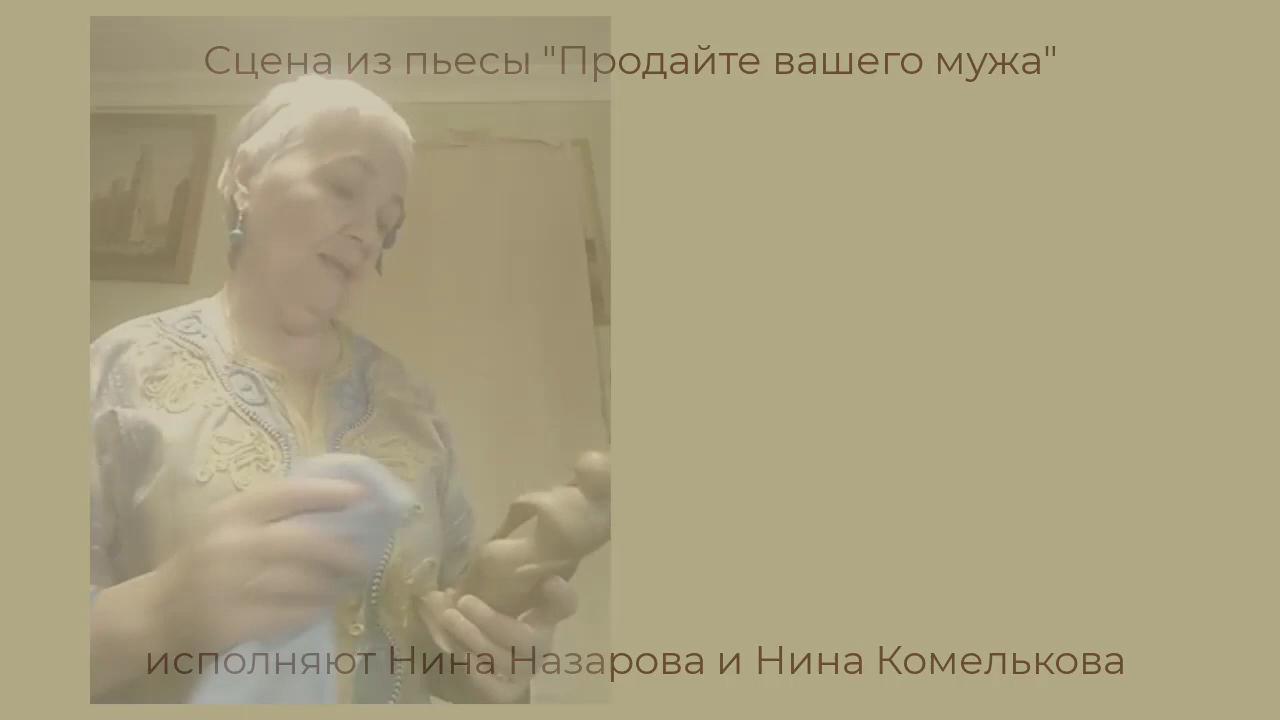 Сцена из пьесы "Продайте вашего мужа"
исполняют Нина Назарова и Нина Комелькова